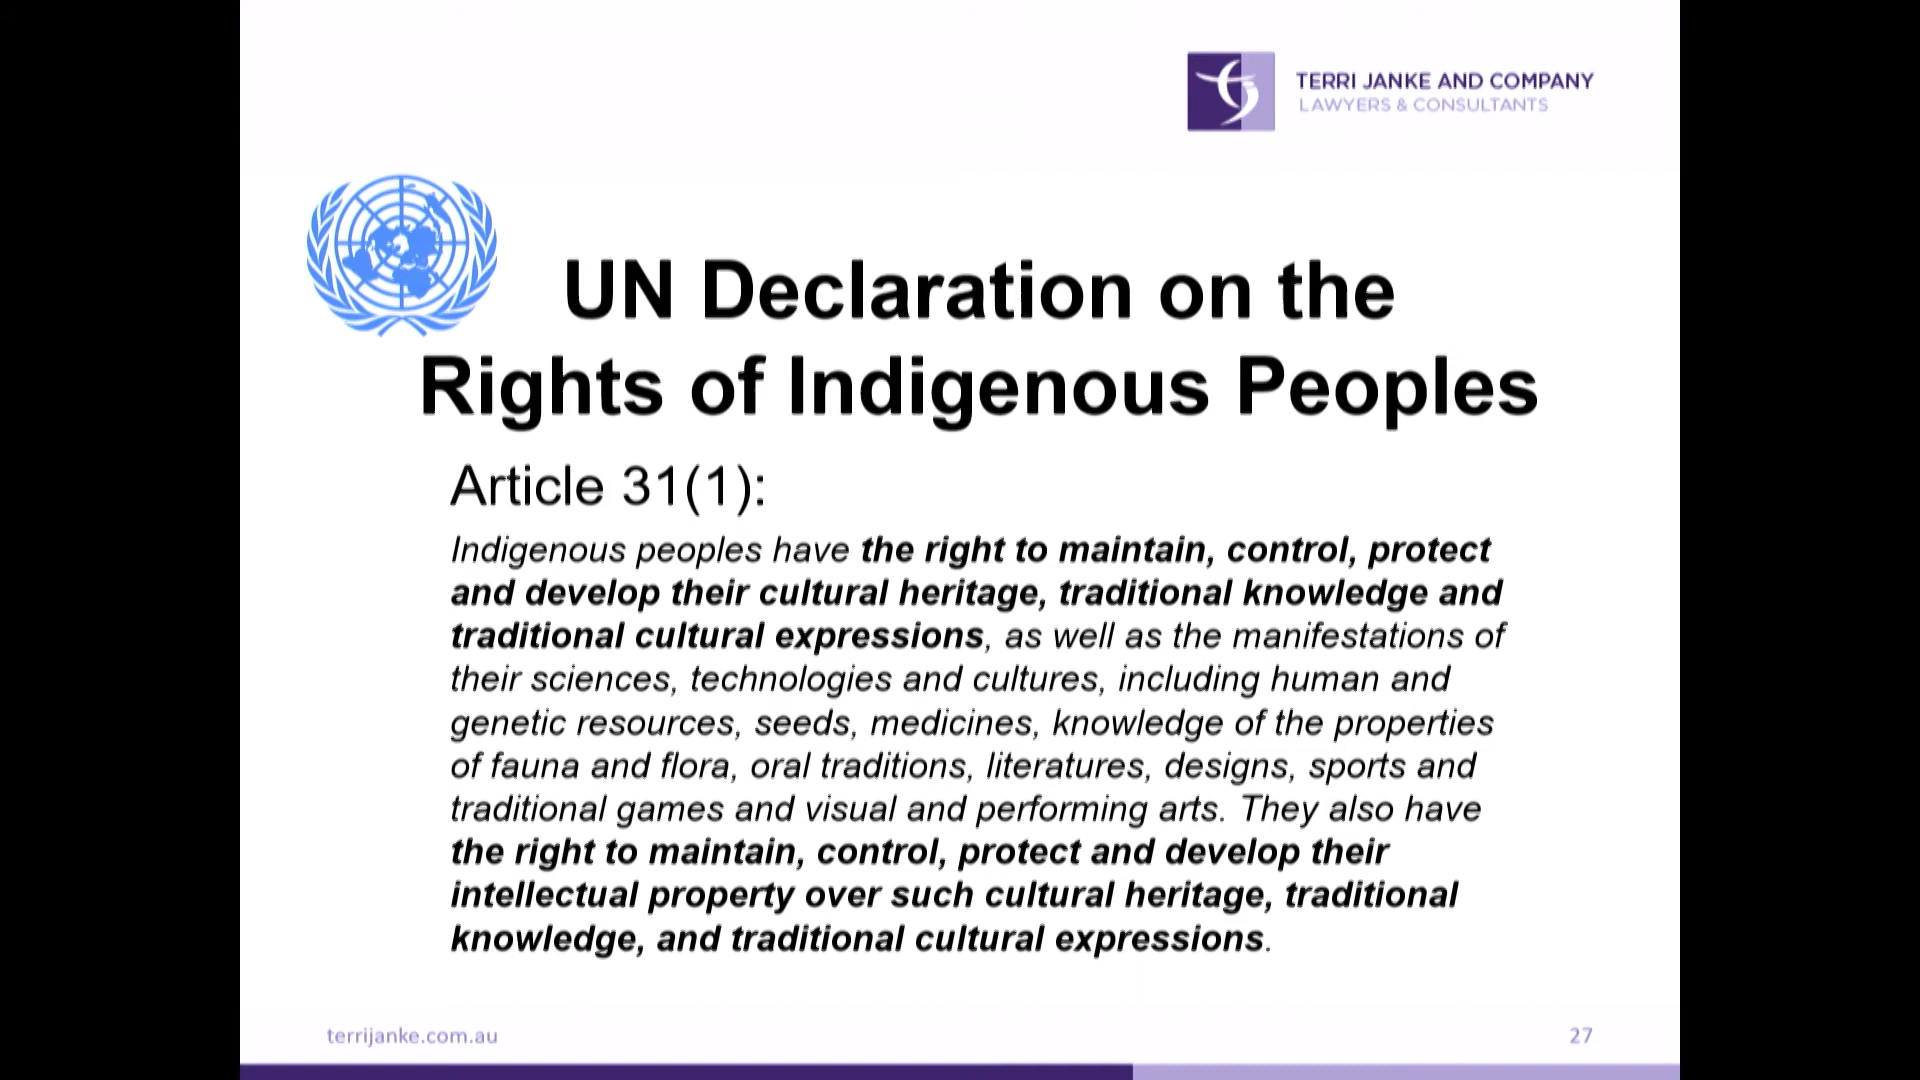 TERRI JANKE AND COMPANY
LAWYERS & CONSULTANTS
UN Declaration on the
Rights of Indigenous Peoples
Article 31(1):
Indigenous peoples have the right to maintain, control, protect
and develop their cultural heritage, traditional knowledge and
traditional cultural expressions, as well as the manifestations of
their sciences, technologies and cultures, including human and
genetic resources, seeds, medicines, knowledge of the properties
of fauna and flora, oral traditions, literatures, designs, sports and
traditional games and visual and performing arts. They also have
the right to maintain, control, protect and develop their
intellectual property over such cultural heritage, traditional
knowledge, and traditional cultural expressions.
terrijanke.com.au
27